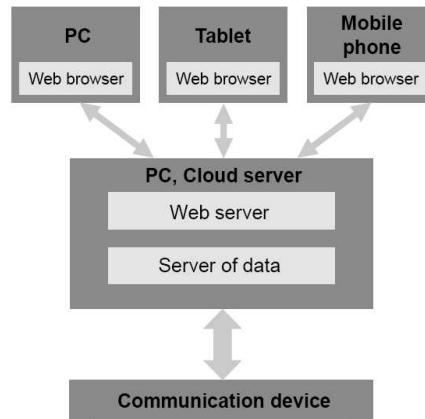 PC
Web browser
Tablet
Web browser
Mobile
phone
Web browser
PC, Cloud server
Web server
Server of data
Communication device